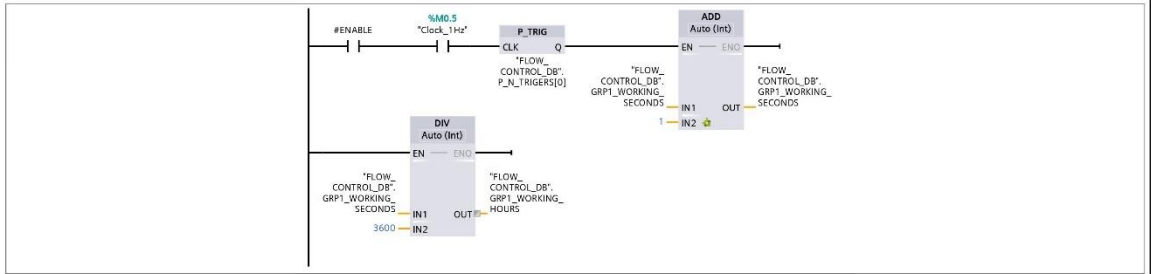 %M0.5
#ENABLE
"Clock_1Hz"
P_TRIG
CLK
Q
"FLOW_
CONTROL_DB".
P_N_TRIGERS[0]
ADD
Auto (Int)
EN
ENO
"FLOW_
CONTROL_DB".
GRP1_WORKING_
SECONDS
IN1
1
IN2
OUT
"FLOW_
CONTROL_DB".
GRP1_WORKING_
SECONDS
DIV
Auto (Int)
EN
ENO
"FLOW_
CONTROL_DB".
GRP1_WORKING_
SECONDS
IN1
3600
IN2
OUT
"FLOW_
CONTROL_DB".
GRP1_WORKING_
HOURS